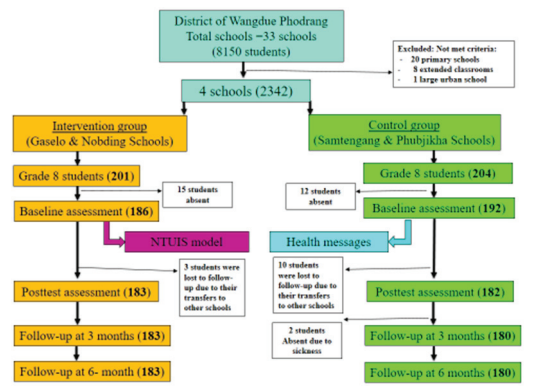 District of Wangdue Phodrang
Total schools =33 schools
(8150 students)
Excluded: Not met criteria:
- 20 primary schools
- 8 extended classrooms
- 1 large urban school
4 schools (2342)
Intervention group
(Gaselo & Nobding Schools)
Control group
(Samtengang & Phubjikha Schools)
Grade 8 students (201)
15 students
absent
Baseline assessment (186)
NTUIS model
3 students were
lost to follow-
up due to their
transfers to
other schools
Posttest assessment (183)
Follow-up at 3 months (183)
Follow-up at 6- month (183)
Grade 8 students (204)
12 students
absent
Baseline assessment (192)
Health messages
10 students
were lost to
follow-up due to
their transfers
to other schools
Posttest assessment (182)
2 students
Absent due to
sickness
Follow-up at 3 months (180)
Follow-up at 6 months (180)